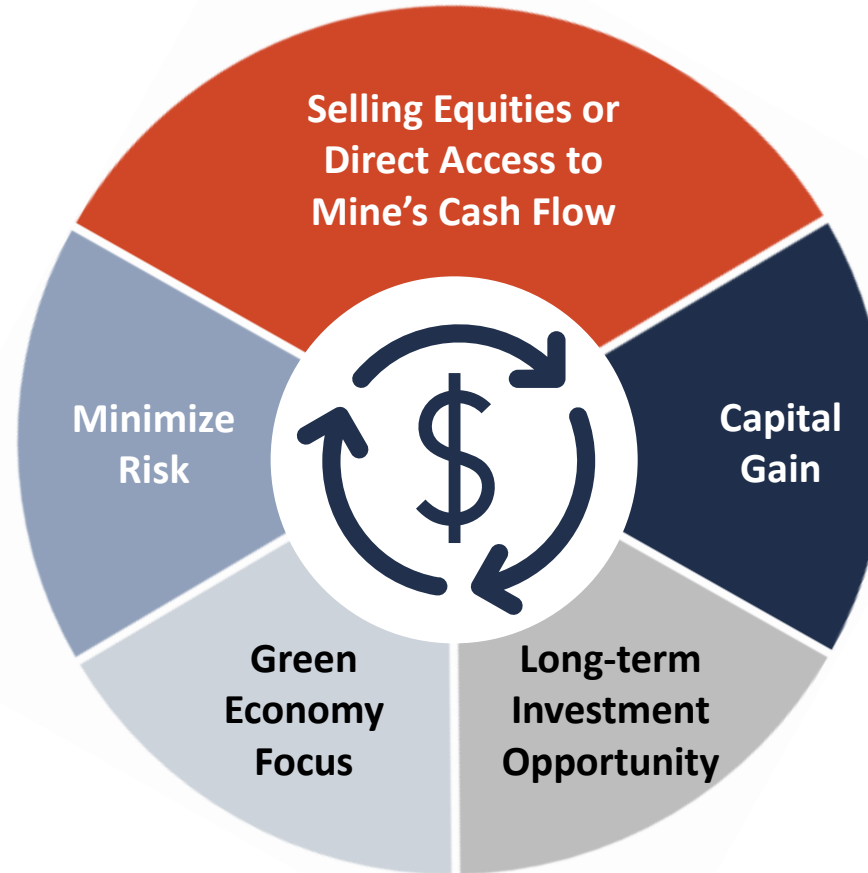 Selling Equities or
Direct Access to
Mine’s Cash Flow
Minimize
Risk
Capital
Gain
Green
Economy
Focus
Long-term
Investment
Opportunity
$